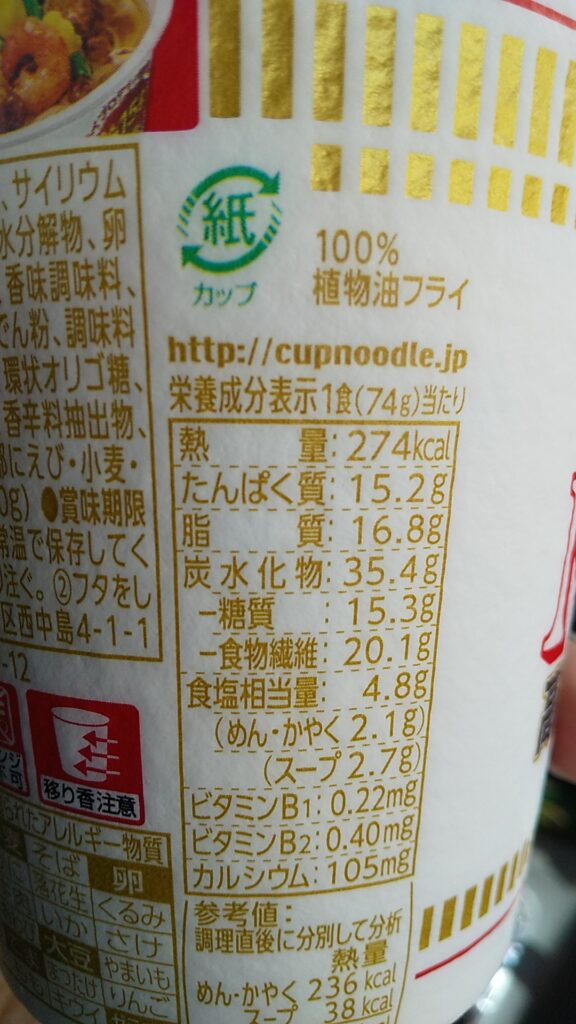 、サイリウム
水分解物、卵
香味調味料、
でん粉、調味料
環状オリゴ糖、
香辛料抽出物、
にえび・小麦・
0g) ●賞味期限
常温で保存してく
注ぐ。②フタをし
区西中島4-1-1
-12
紙
カップ
100%
植物油フライ
http://cupnoodle.jp
栄養成分表示1食(74g)当たり
熱量: 274kcal
たんぱく質: 15.2g
脂質: 16.8g
炭水化物: 35.4g
−糖質: 15.3g
−食物繊維: 20.1g
食塩相当量: 4.8g
(めん・かやく 2.1g)
(スープ 2.7g)
ビタミンB1: 0.22mg
ビタミンB2: 0.40mg
カルシウム: 105mg
参考値:
調理直後に分別して分析
熱量
めん・かやく 236 kcal
スープ 38 kcal
移り香注意
れたアレルギー物質
そば 卵
落花生 くるみ
いか さけ
大豆 やまいも
まつたけ りんご
キウイ